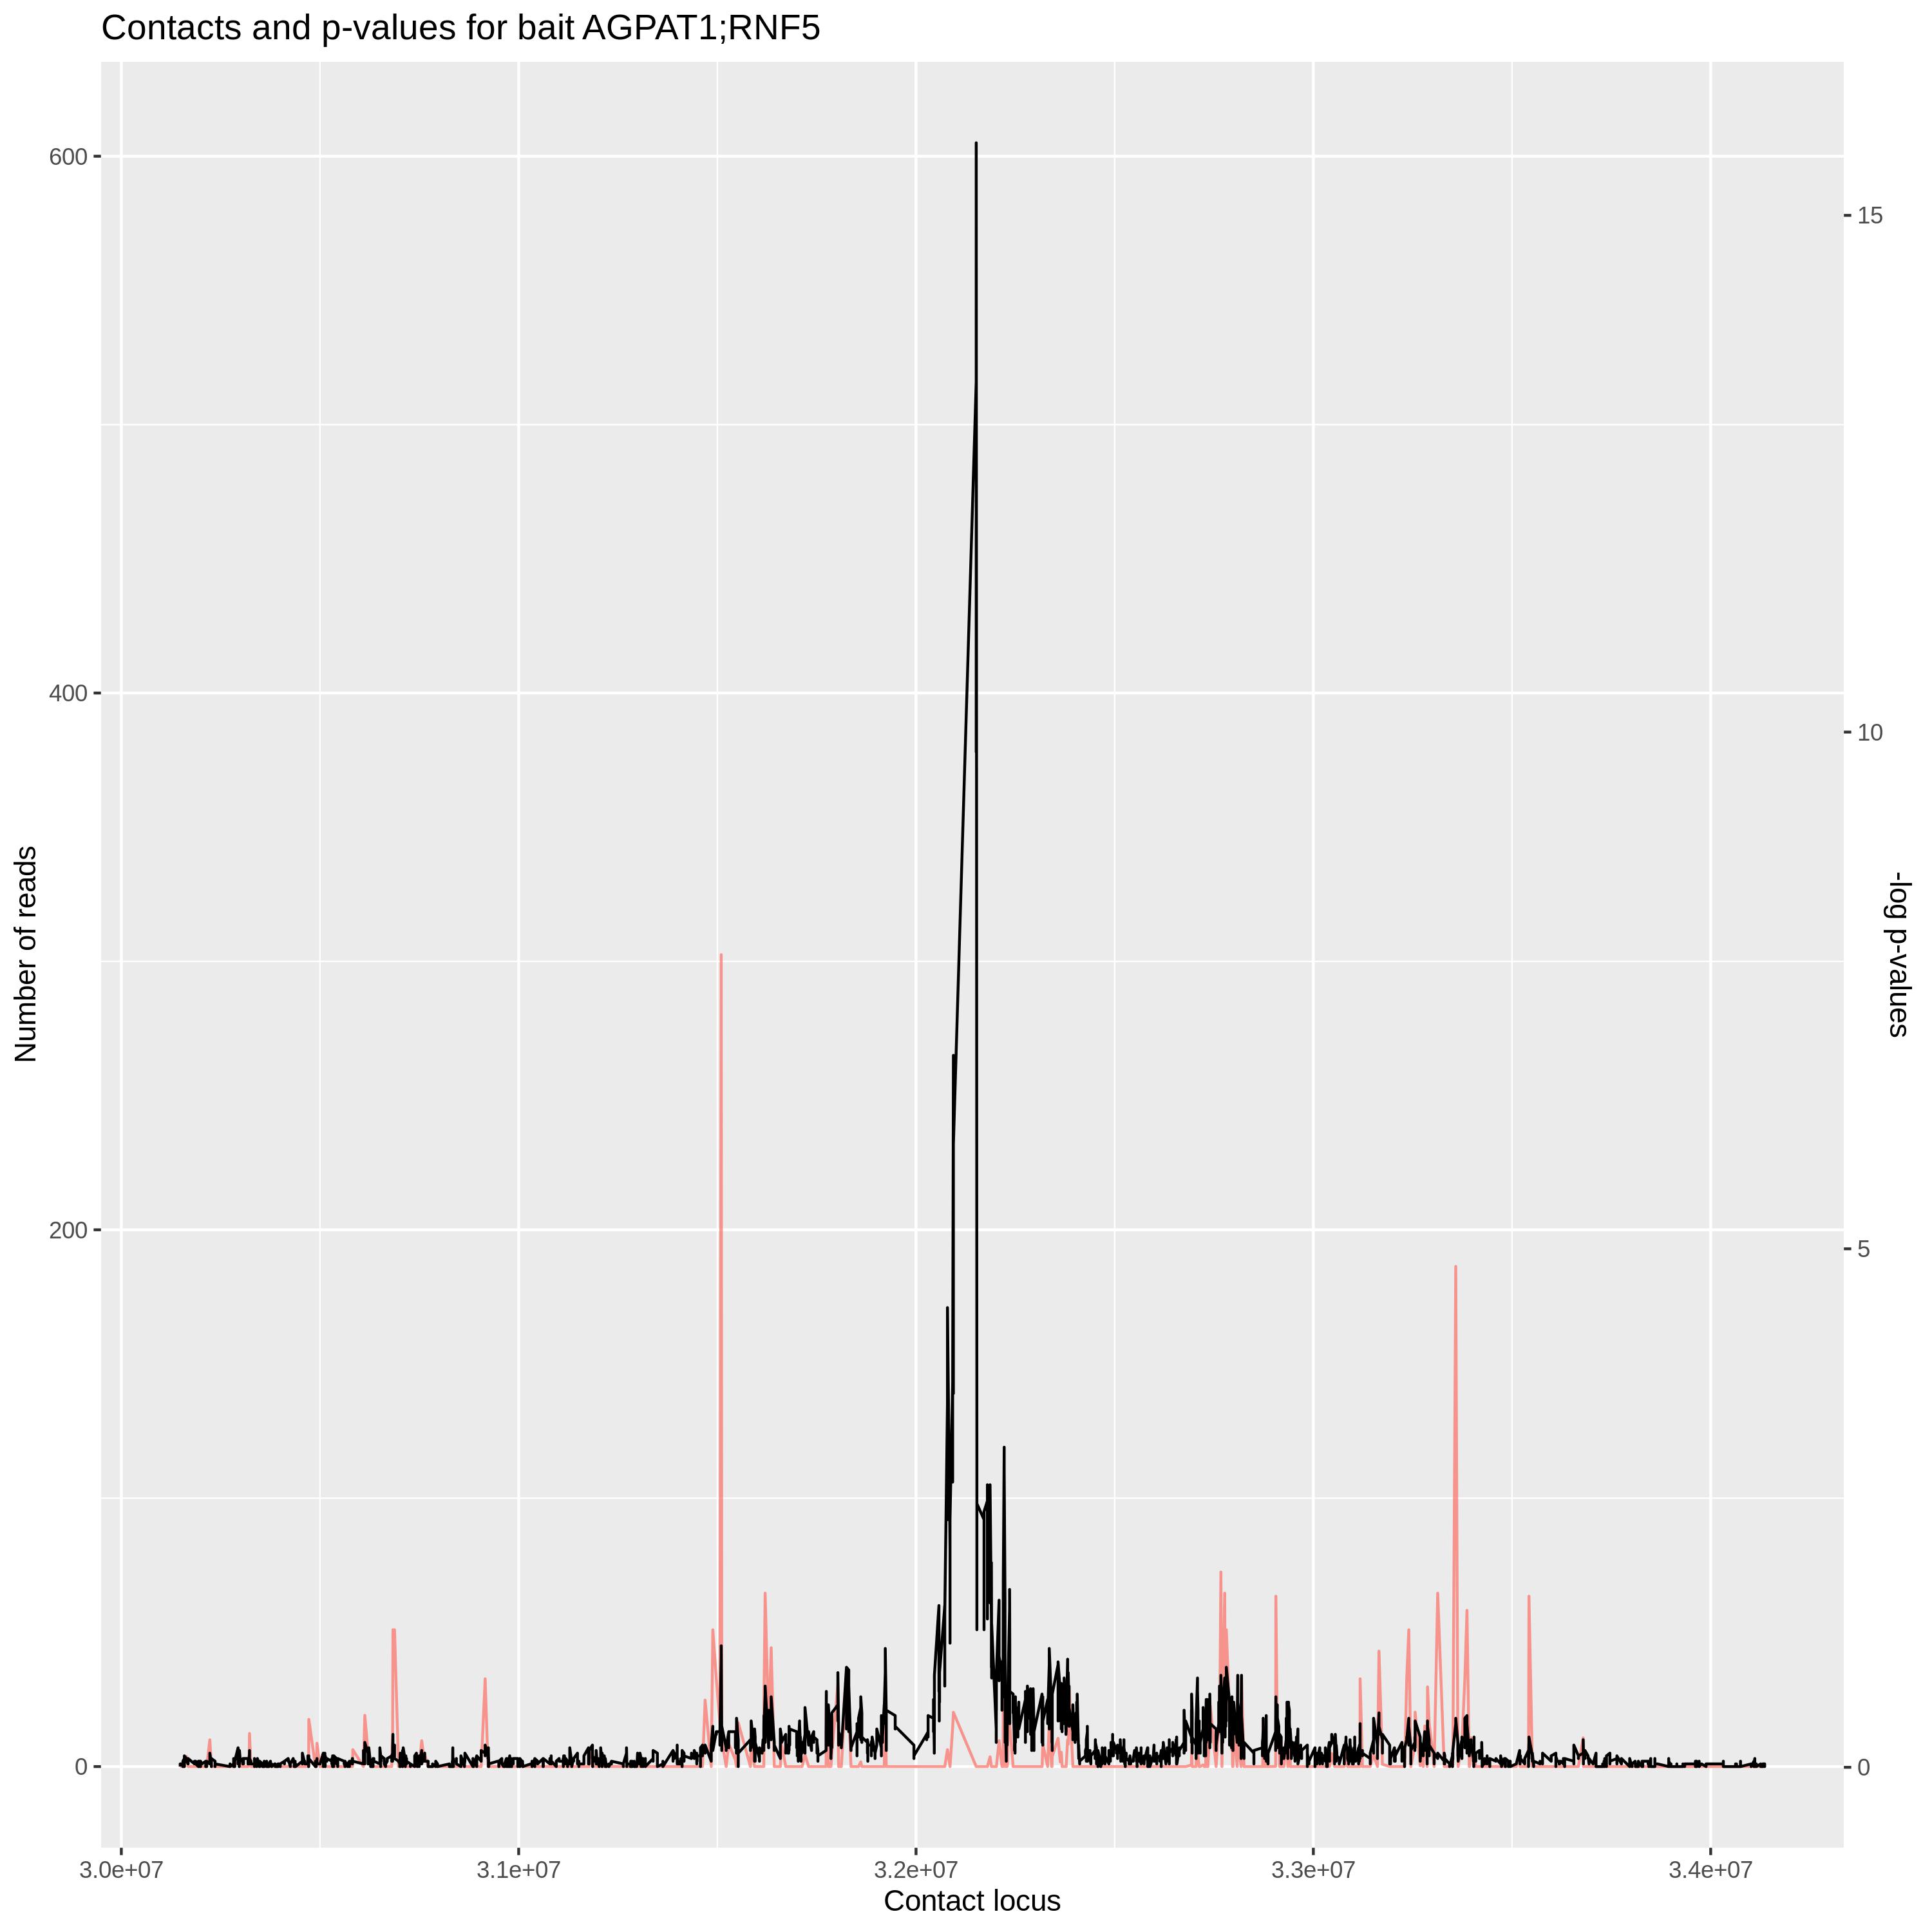 Contacts and p-values for bait AGPAT1;RNF5
600
400
200
0
15
10
5
0
Number of reads
-log p-values
3.0e+07
3.1e+07
3.2e+07
3.3e+07
3.4e+07
Contact locus